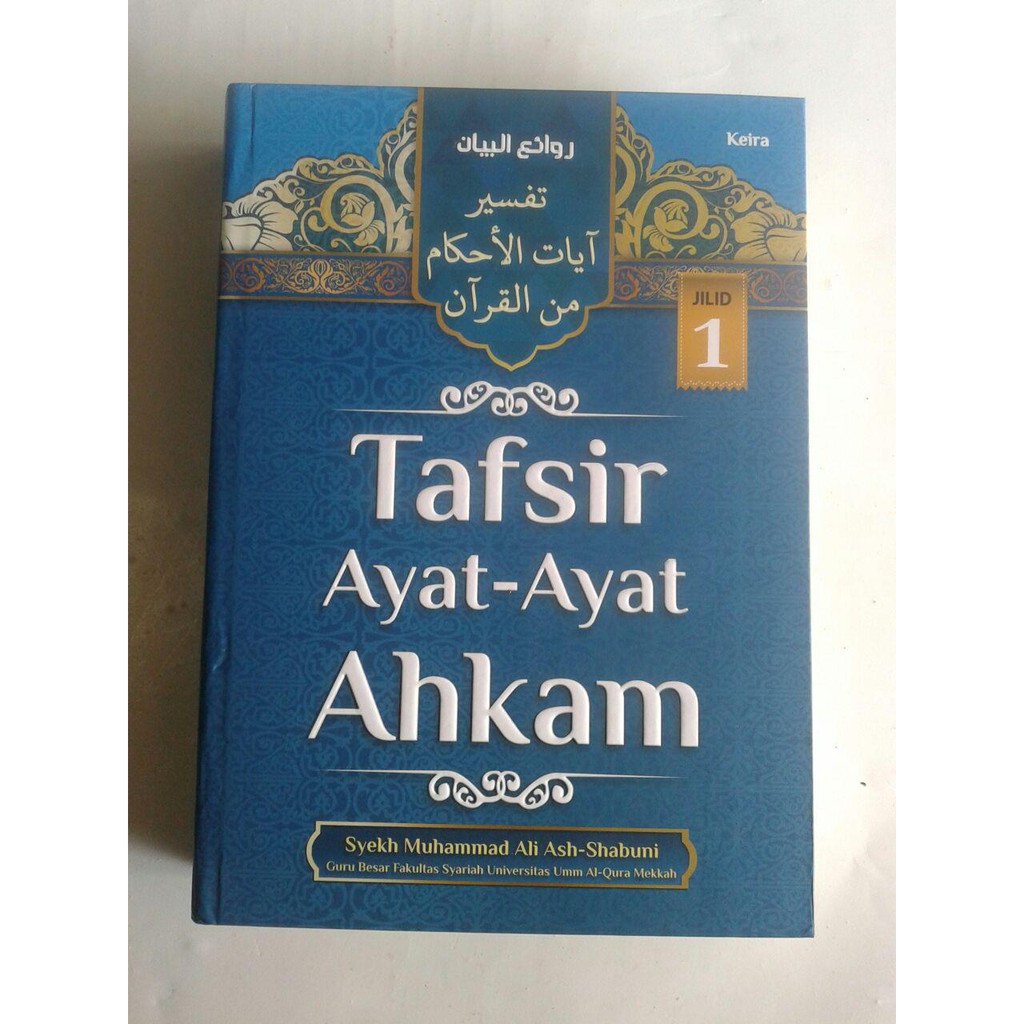 روائع البيان
تفسير
آيات الأحكام
من القرآن
Keira
JILID
1
Tafsir
Ayat-Ayat
Ahkam
Syekh Muhammad Ali Ash-Shabuni
Guru Besar Fakultas Syariah Universitas Umm Al-Qura Mekkah